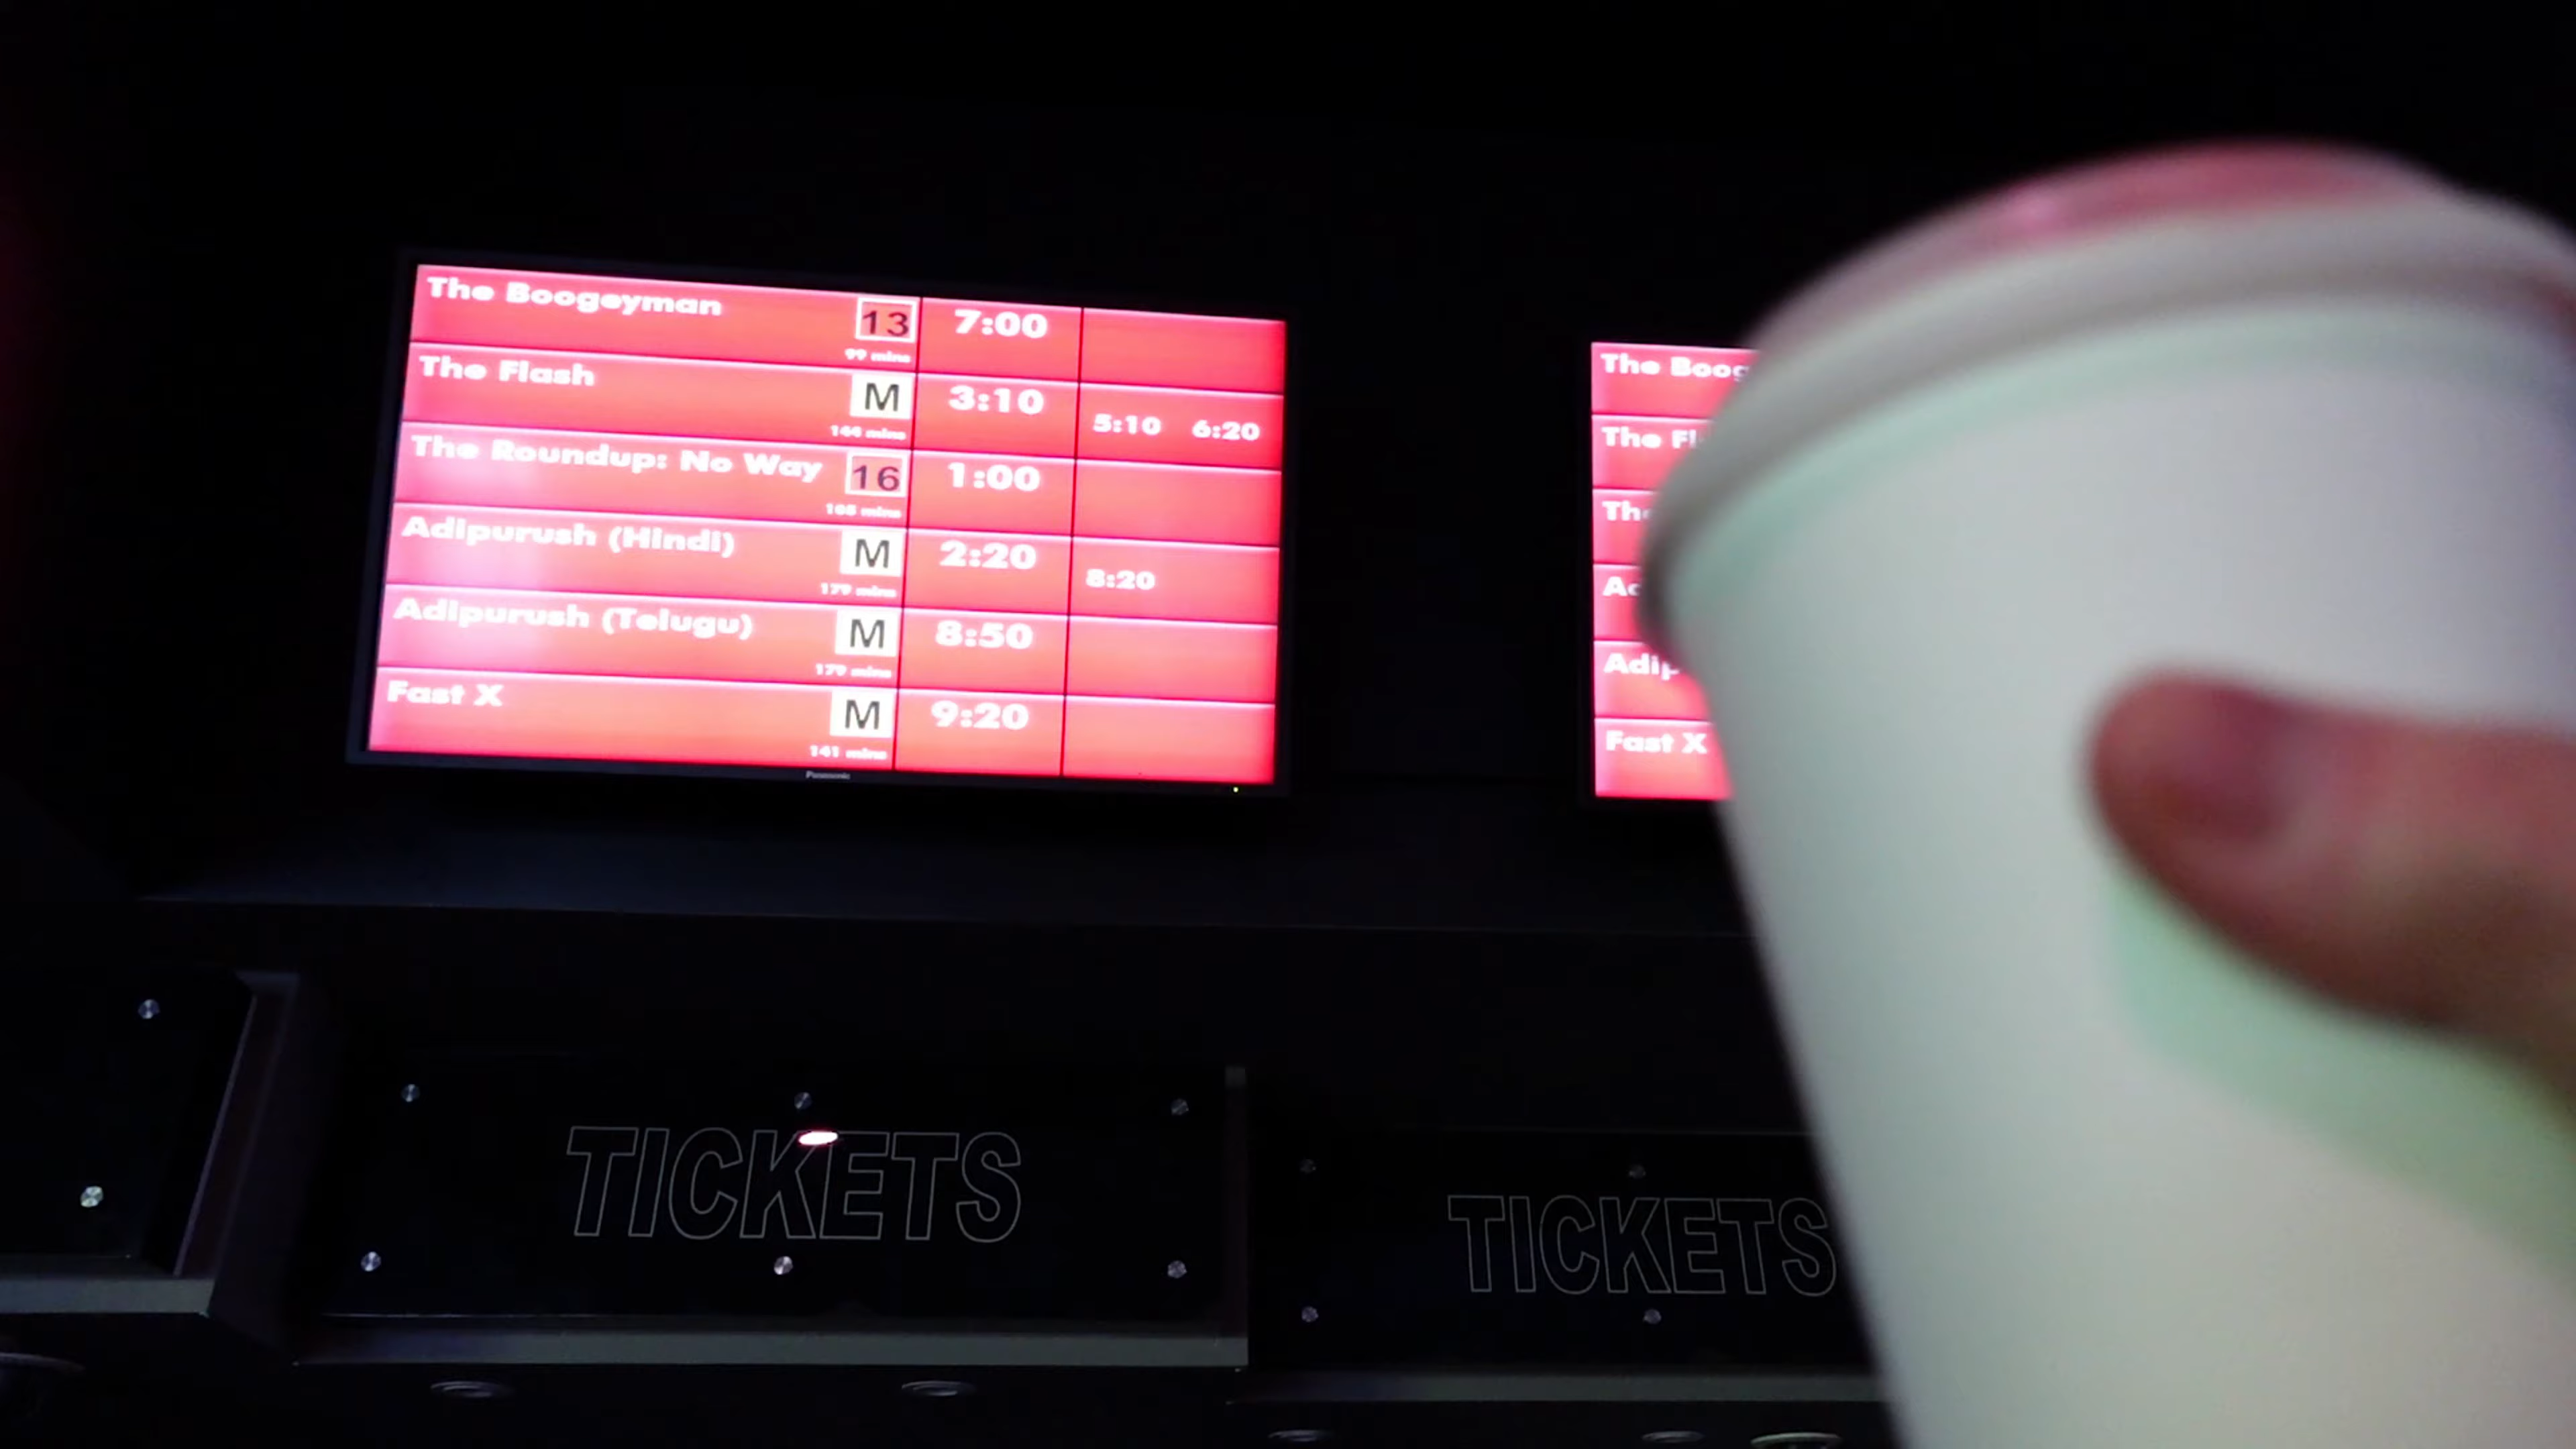 The Boogeyman 13 7:00
99 mins
The Flash M 3:10
144 mins 5:10 6:20
The Roundup: No Way 16 1:00
105 mins
Adipurush (Hindi) M 2:20
179 mins 8:20
Adipurush (Telugu) M 8:50
179 mins
Fast X M 9:20
141 mins
Panasonic
The Boog
The Fl
The
Ad
Adip
Fast X
TICKETS
TICKETS